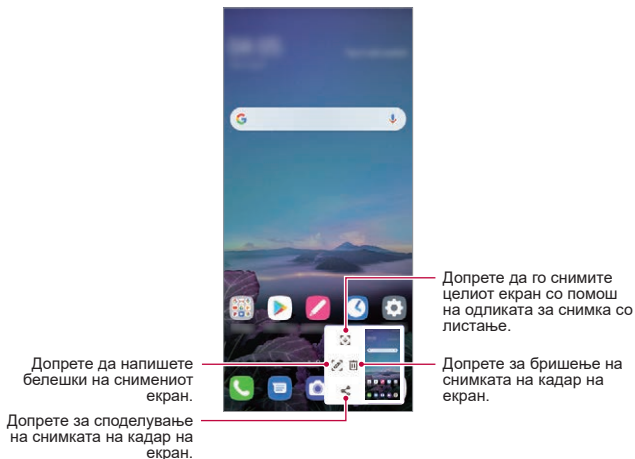 Допрете да го снимите
целиот екран со помош
на одликата за снимка со
листање.
Допрете да напишете
белешки на снимениот
екран.
Допрете за бришење на
снимката на кадар на
екран.
Допрете за споделување
на снимката на кадар на
екран.